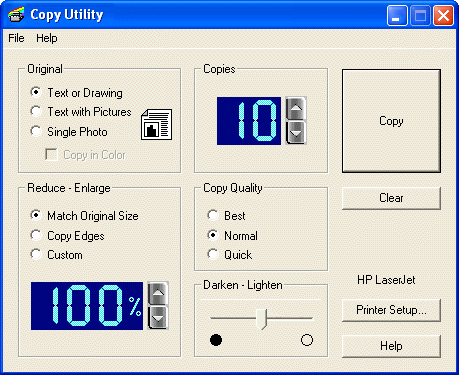 Copy Utility
File Help
Original
Text or Drawing
Text with Pictures
Single Photo
Copy in Color
Copies
10
Copy
Clear
Reduce - Enlarge
Match Original Size
Copy Edges
Custom
100%
Copy Quality
Best
Normal
Quick
Darken - Lighten
HP LaserJet
Printer Setup...
Help